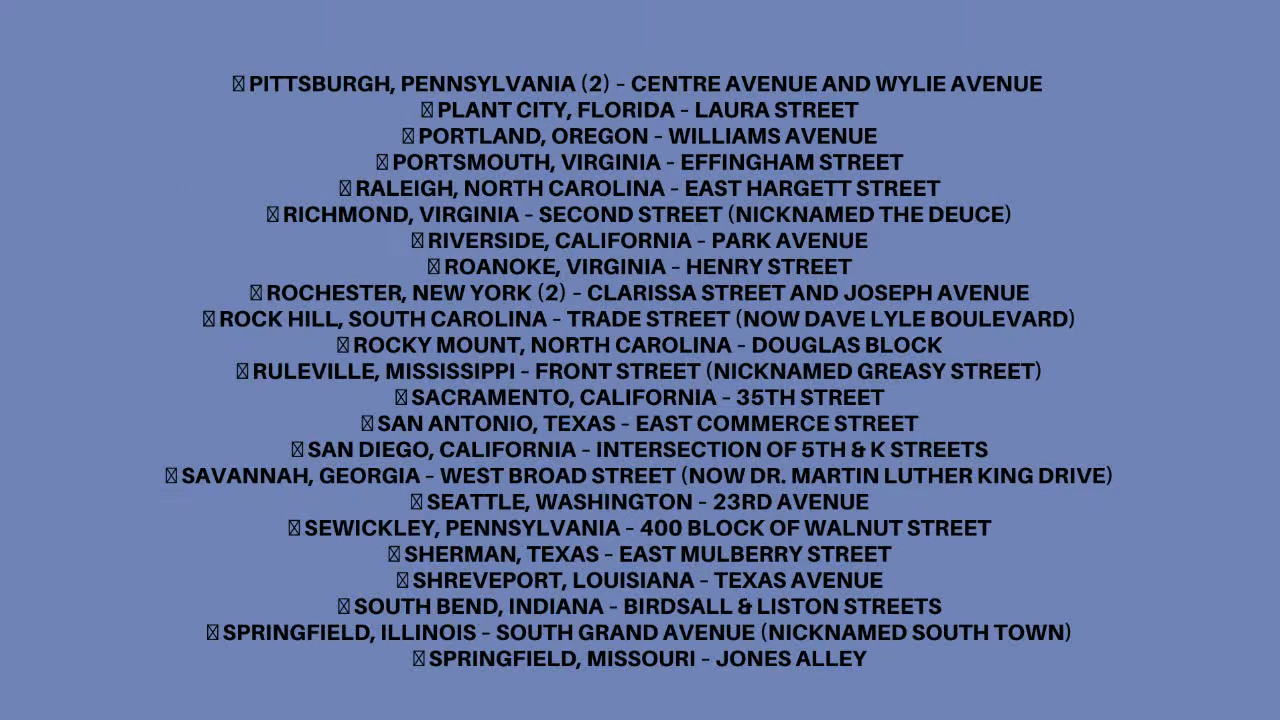 PITTSBURGH, PENNSYLVANIA (2) – CENTRE AVENUE AND WYLIE AVENUE
PLANT CITY, FLORIDA – LAURA STREET
PORTLAND, OREGON – WILLIAMS AVENUE
PORTSMOUTH, VIRGINIA – EFFINGHAM STREET
RALEIGH, NORTH CAROLINA – EAST HARGETT STREET
RICHMOND, VIRGINIA – SECOND STREET (NICKNAMED THE DEUCE)
RIVERSIDE, CALIFORNIA – PARK AVENUE
ROANOKE, VIRGINIA – HENRY STREET
ROCHESTER, NEW YORK (2) – CLARISSA STREET AND JOSEPH AVENUE
ROCK HILL, SOUTH CAROLINA – TRADE STREET (NOW DAVE LYLE BOULEVARD)
ROCKY MOUNT, NORTH CAROLINA – DOUGLAS BLOCK
RULEVILLE, MISSISSIPPI – FRONT STREET (NICKNAMED GREASY STREET)
SACRAMENTO, CALIFORNIA – 35TH STREET
SAN ANTONIO, TEXAS – EAST COMMERCE STREET
SAN DIEGO, CALIFORNIA – INTERSECTION OF 5TH & K STREETS
SAVANNAH, GEORGIA – WEST BROAD STREET (NOW DR. MARTIN LUTHER KING DRIVE)
SEATTLE, WASHINGTON – 23RD AVENUE
SEWICKLEY, PENNSYLVANIA – 400 BLOCK OF WALNUT STREET
SHERMAN, TEXAS – EAST MULBERRY STREET
SHREVEPORT, LOUISIANA – TEXAS AVENUE
SOUTH BEND, INDIANA – BIRDSALL & LISTON STREETS
SPRINGFIELD, ILLINOIS – SOUTH GRAND AVENUE (NICKNAMED SOUTH TOWN)
SPRINGFIELD, MISSOURI – JONES ALLEY